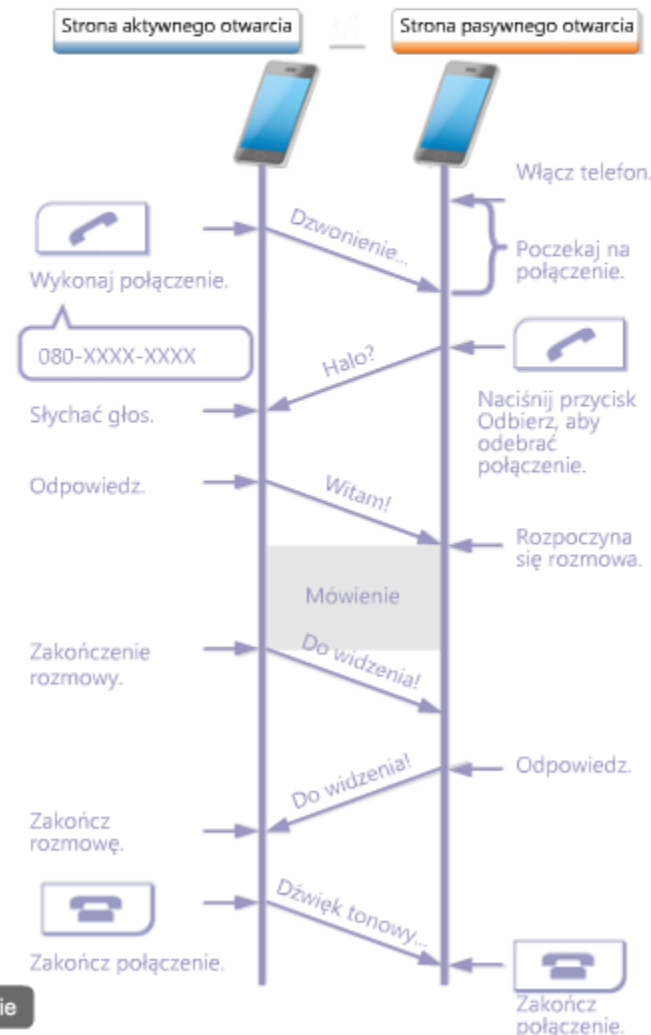 Strona aktywnego otwarcia
Strona pasywnego otwarcia
Włącz telefon.
Dzwonienie...
Wykonaj połączenie.
Poczekaj na
połączenie.
080-XXXX-XXXX
Halo?
Słychać głos.
Naciśnij przycisk
Odbierz, aby
odebrać
połączenie.
Odpowiedz.
Witam!
Rozpoczyna
się rozmowa.
Mówienie
Zakończenie
rozmowy.
Do widzenia!
Odpowiedz.
Do widzenia!
Zakończ
rozmowę.
Dźwięk tonowy...
Zakończ połączenie.
ie
Zakończ
połączenie.